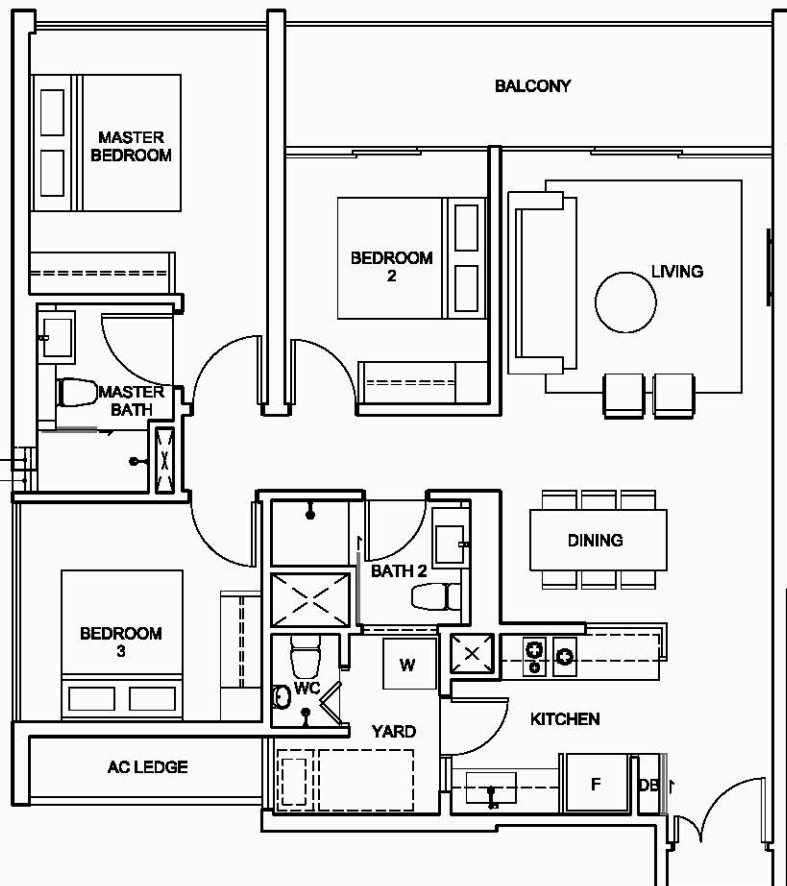 BALCONY
MASTER
BEDROOM
BEDROOM
2
LIVING
MASTER
BATH
DINING
BATH 2
BEDROOM
3
W
WC
KITCHEN
YARD
AC LEDGE
F
DB